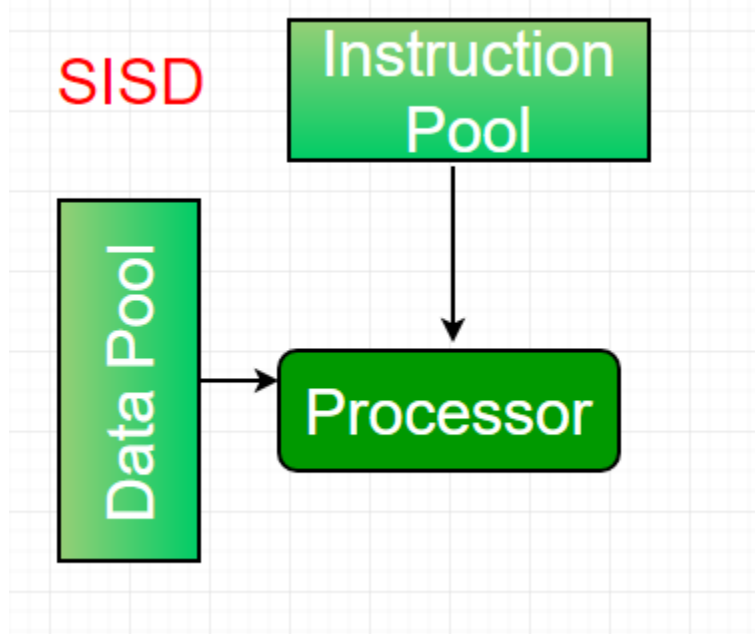 SISD
Instruction
Pool
Data Pool
Processor